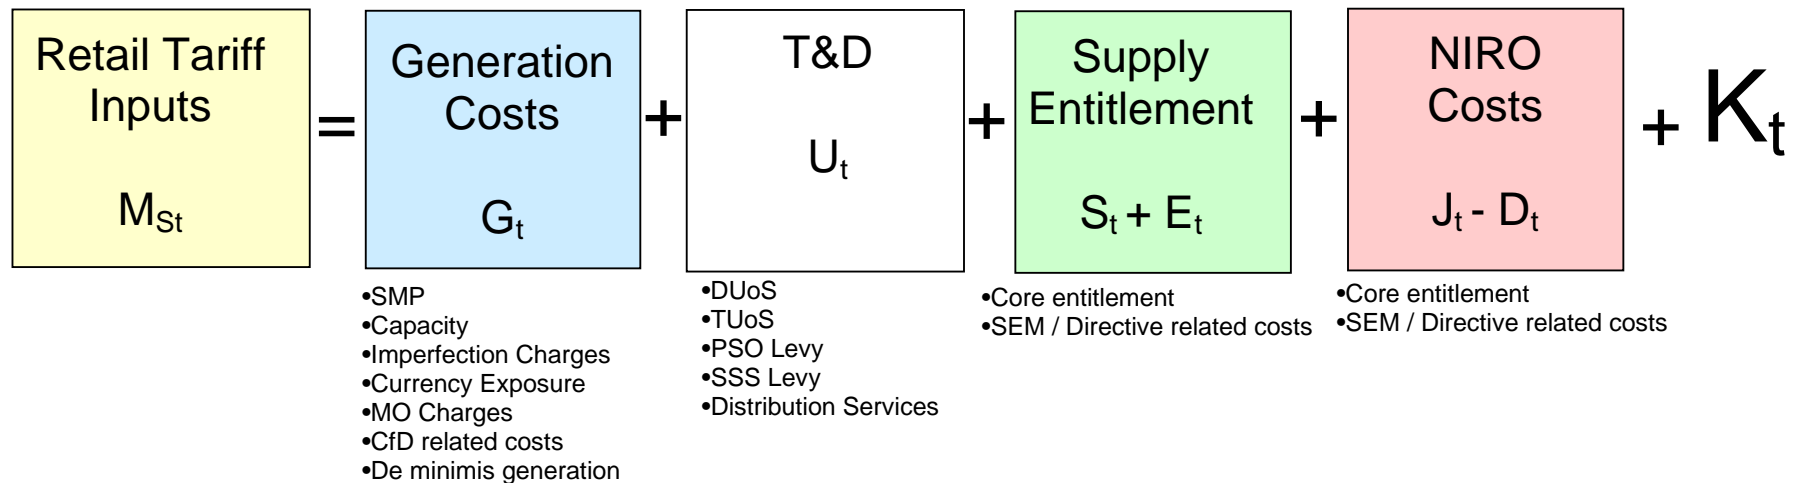 Retail Tariff
Inputs
M_St
=
Generation
Costs
G_t
+
T&D
U_t
+
Supply
Entitlement
S_t + E_t
+
NIRO
Costs
J_t - D_t
+ K_t
•SMP
•Capacity
•Imperfection Charges
•Currency Exposure
•MO Charges
•CfD related costs
•De minimis generation
•DUoS
•TUoS
•PSO Levy
•SSS Levy
•Distribution Services
•Core entitlement
•SEM / Directive related costs
•Core entitlement
•SEM / Directive related costs